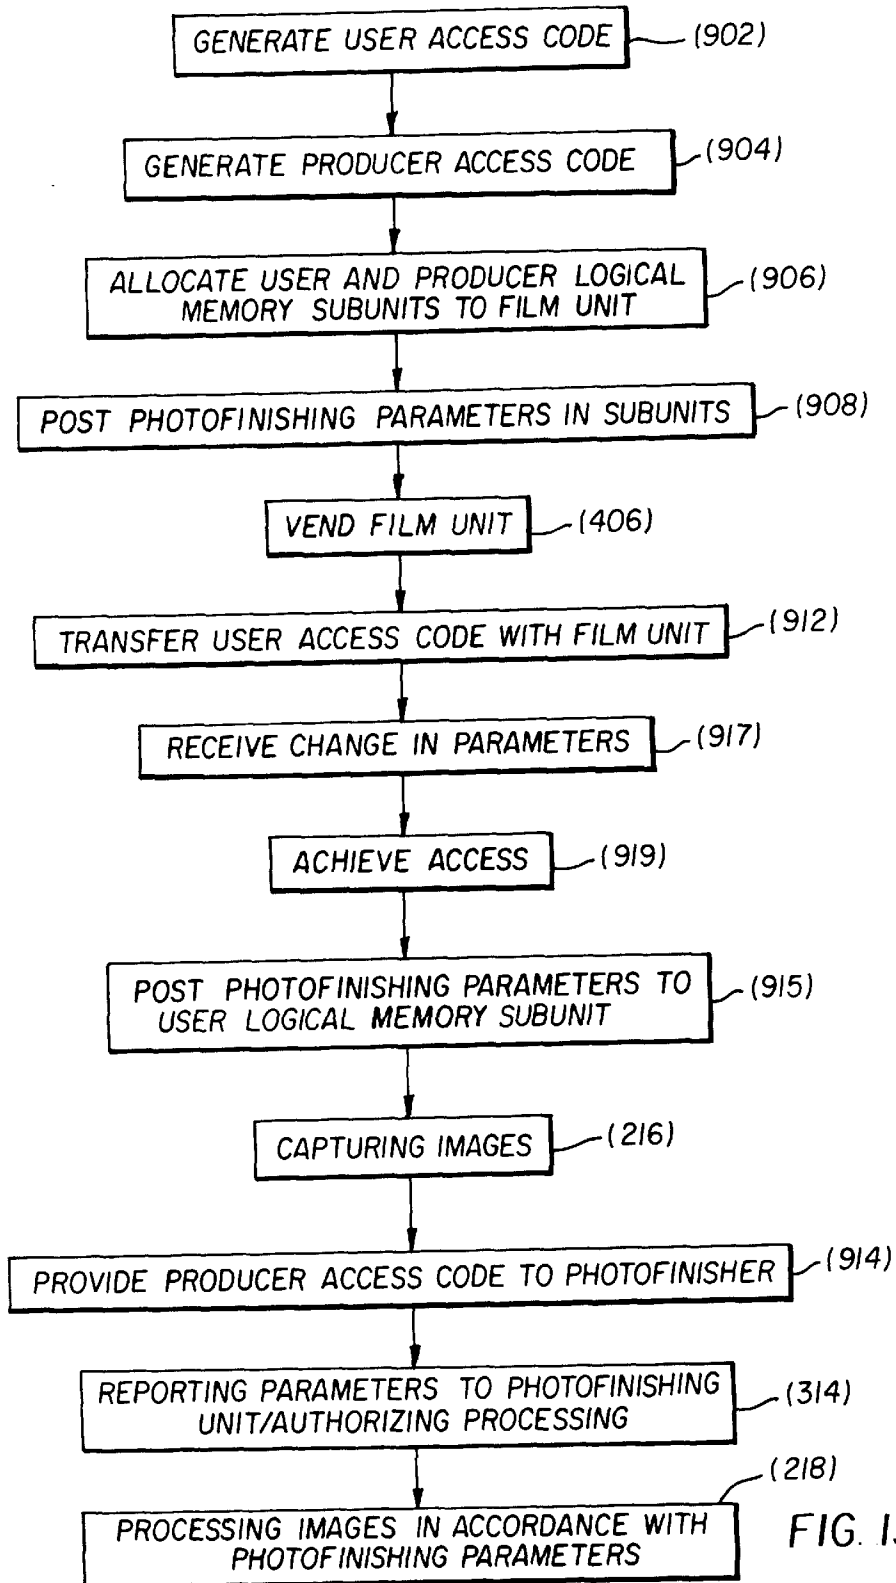 GENERATE USER ACCESS CODE (902)
GENERATE PRODUCER ACCESS CODE (904)
ALLOCATE USER AND PRODUCER LOGICAL
MEMORY SUBUNITS TO FILM UNIT (906)
POST PHOTOFINISHING PARAMETERS IN SUBUNITS (908)
VEND FILM UNIT (406)
TRANSFER USER ACCESS CODE WITH FILM UNIT (912)
RECEIVE CHANGE IN PARAMETERS (917)
ACHIEVE ACCESS (919)
POST PHOTOFINISHING PARAMETERS TO
USER LOGICAL MEMORY SUBUNIT (915)
CAPTURING IMAGES (216)
PROVIDE PRODUCER ACCESS CODE TO PHOTOFINISHER (914)
REPORTING PARAMETERS TO PHOTOFINISHING
UNIT/AUTHORIZING PROCESSING (314)
(218)
PROCESSING IMAGES IN ACCORDANCE WITH
PHOTOFINISHING PARAMETERS
FIG.